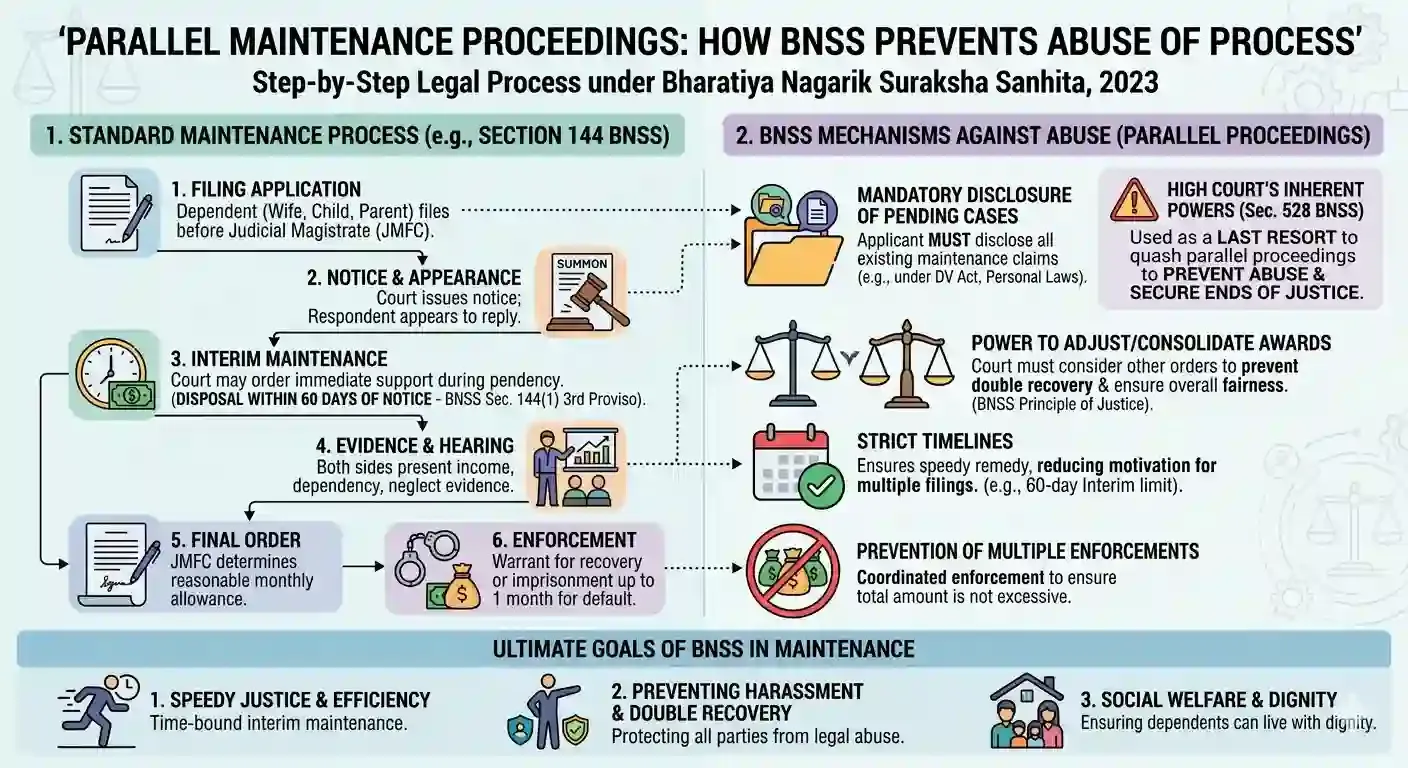 'PARALLEL MAINTENANCE PROCEEDINGS: HOW BNSS PREVENTS ABUSE OF PROCESS'
Step-by-Step Legal Process under Bharatiya Nagarik Suraksha Sanhita, 2023
1. STANDARD MAINTENANCE PROCESS (e.g., SECTION 144 BNSS)
1. FILING APPLICATION
Dependent (Wife, Child, Parent) files
before Judicial Magistrate (JMFC).
2. NOTICE & APPEARANCE
Court issues notice;
Respondent appears to reply.
SUMMON
3. INTERIM MAINTENANCE
Court may order immediate support during pendency.
(DISPOSAL WITHIN 60 DAYS OF NOTICE - BNSS Sec. 144(1) 3rd Proviso).
$
4. EVIDENCE & HEARING
Both sides present income,
dependency, neglect evidence.
5. FINAL ORDER
JMFC determines
reasonable monthly
allowance.
6. ENFORCEMENT
Warrant for recovery
or imprisonment up to
1 month for default.
$
$
2. BNSS MECHANISMS AGAINST ABUSE (PARALLEL PROCEEDINGS)
MANDATORY DISCLOSURE
OF PENDING CASES
Applicant MUST disclose all
existing maintenance claims
(e.g., under DV Act, Personal Laws).
HIGH COURT'S INHERENT
POWERS (Sec. 528 BNSS)
Used as a LAST RESORT to
quash parallel proceedings
to PREVENT ABUSE &
SECURE ENDS OF JUSTICE.
POWER TO ADJUST/CONSOLIDATE AWARDS
Court must consider other orders to prevent
double recovery & ensure overall fairness.
(BNSS Principle of Justice).
STRICT TIMELINES
Ensures speedy remedy, reducing motivation for
multiple filings. (e.g., 60-day Interim limit).
PREVENTION OF MULTIPLE ENFORCEMENTS
Coordinated enforcement to ensure
total amount is not excessive.
$ $
$
ULTIMATE GOALS OF BNSS IN MAINTENANCE
1. SPEEDY JUSTICE & EFFICIENCY
Time-bound interim maintenance.
2. PREVENTING HARASSMENT
& DOUBLE RECOVERY
Protecting all parties from legal abuse.
3. SOCIAL WELFARE & DIGNITY
Ensuring dependents can live with dignity.